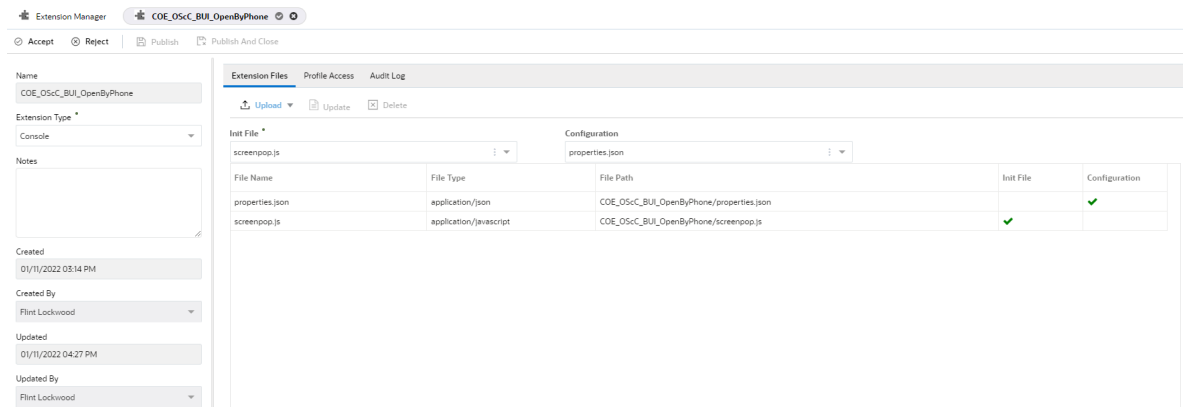 Extension Manager COE_OScC_BUI_OpenByPhone
Accept Reject Publish Publish And Close
Name
COE_OScC_BUI_OpenByPhone
Extension Type *
Console
Notes
Created
01/11/2022 03:14 PM
Created By
Flint Lockwood
Updated
01/11/2022 04:27 PM
Updated By
Flint Lockwood
Extension Files Profile Access Audit Log
Upload Update Delete
Init File * Configuration
screenpop.js properties.json
File Name File Type File Path Init File Configuration
properties.json application/json COE_OScC_BUI_OpenByPhone/properties.json
screenpop.js application/javascript COE_OScC_BUI_OpenByPhone/screenpop.js